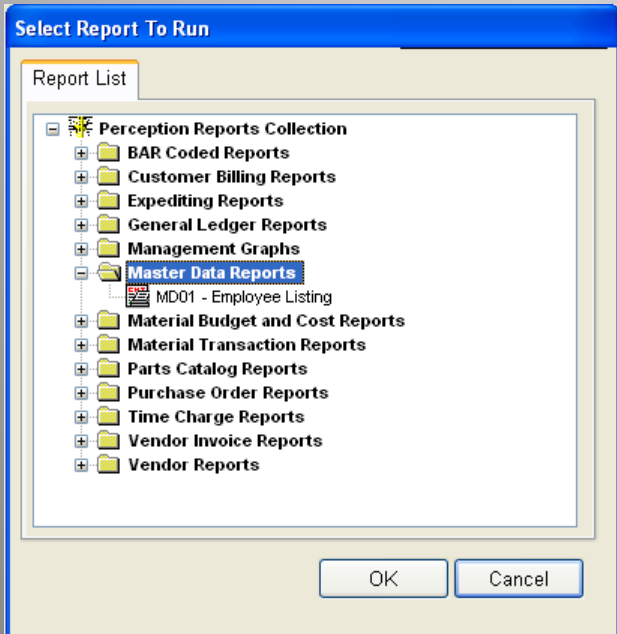 Select Report To Run
Report List
Perception Reports Collection
BAR Coded Reports
Customer Billing Reports
Expediting Reports
General Ledger Reports
Management Graphs
Master Data Reports
MD01 - Employee Listing
Material Budget and Cost Reports
Material Transaction Reports
Parts Catalog Reports
Purchase Order Reports
Time Charge Reports
Vendor Invoice Reports
Vendor Reports
OK Cancel